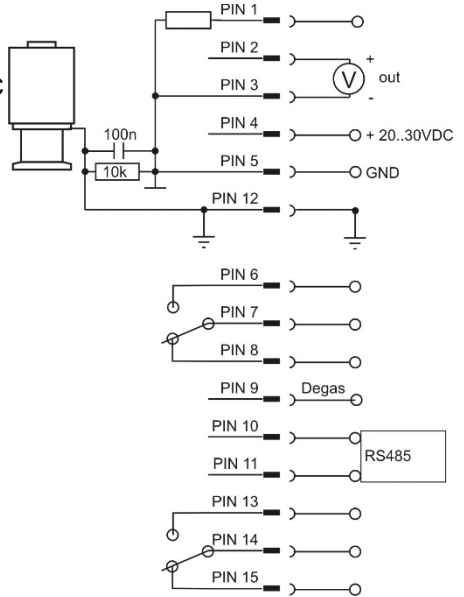 PIN 1
PIN 2
+
V
out
PIN 3
-
100n
PIN 4
+ 20..30VDC
10k
PIN 5
GND
PIN 12
PIN 6
PIN 7
PIN 8
PIN 9
Degas
PIN 10
RS485
PIN 11
PIN 13
PIN 14
PIN 15